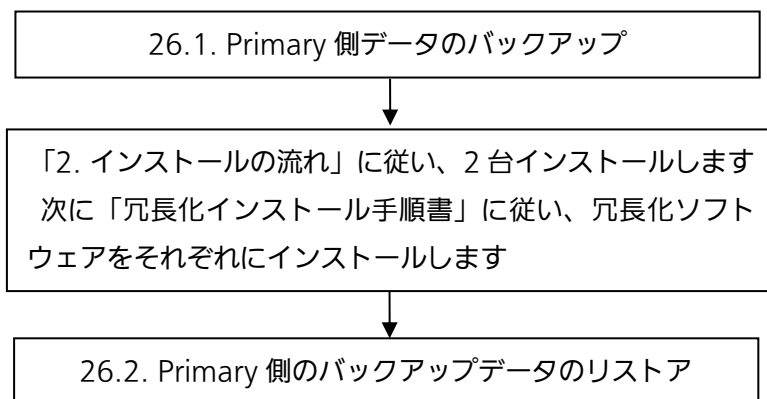 26.1. Primary 側データのバックアップ
「2. インストールの流れ」に従い、2 台インストールします
次に「冗長化インストール手順書」に従い、冗長化ソフト
ウェアをそれぞれにインストールします
26.2. Primary 側のバックアップデータのリストア